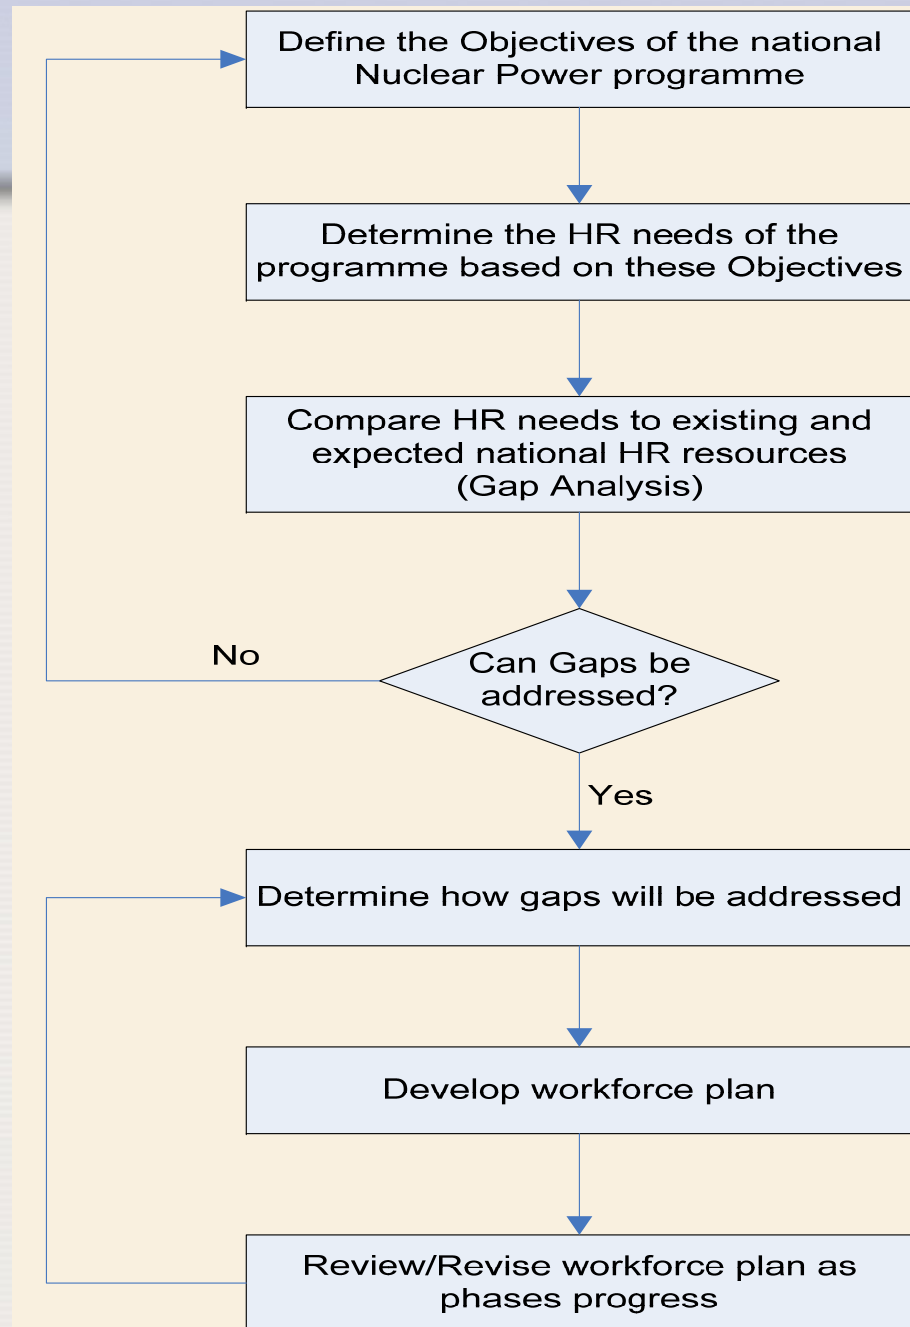 Define the Objectives of the national
Nuclear Power programme
Determine the HR needs of the
programme based on these Objectives
Compare HR needs to existing and
expected national HR resources
(Gap Analysis)
Can Gaps be
addressed?
No
Yes
Determine how gaps will be addressed
Develop workforce plan
Review/Revise workforce plan as
phases progress